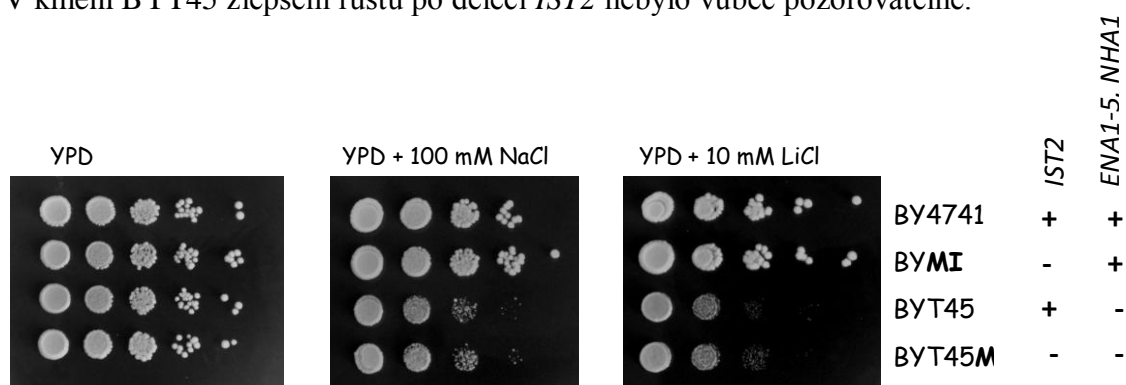 V kmeni BYT45 zlepšení růstu po deleci IST2 nebylo vůbec pozorovatelné.
YPD
YPD + 100 mM NaCl
YPD + 10 mM LiCl
IST2
ENA1-5, NHA1
BY4741 + +
BYMI - +
BYT45 + -
BYT45M - -